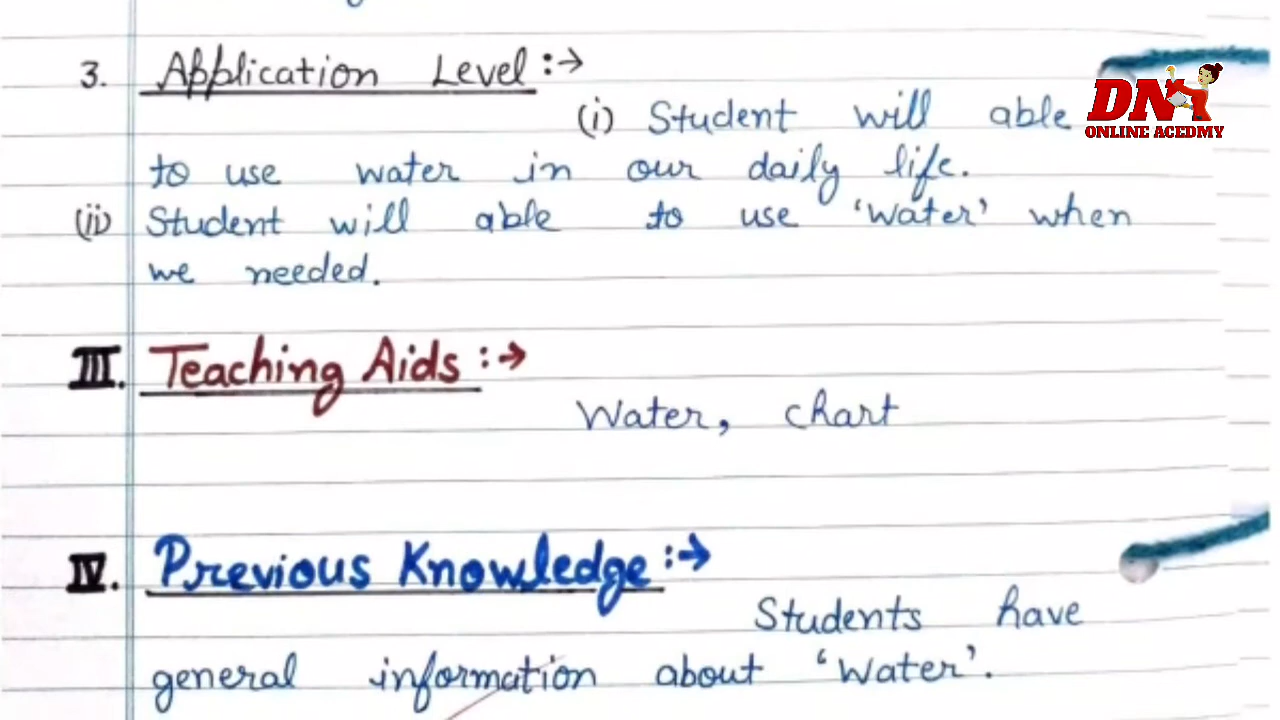 3. Application Level :→
(i) Student will able
to use water in our daily life.
(ii) Student will able to use 'water' when
we needed.
III. Teaching Aids :→
Water, chart
IV. Previous Knowledge :→
Students have
general information about 'water'.
DN
ONLINE ACEDMY